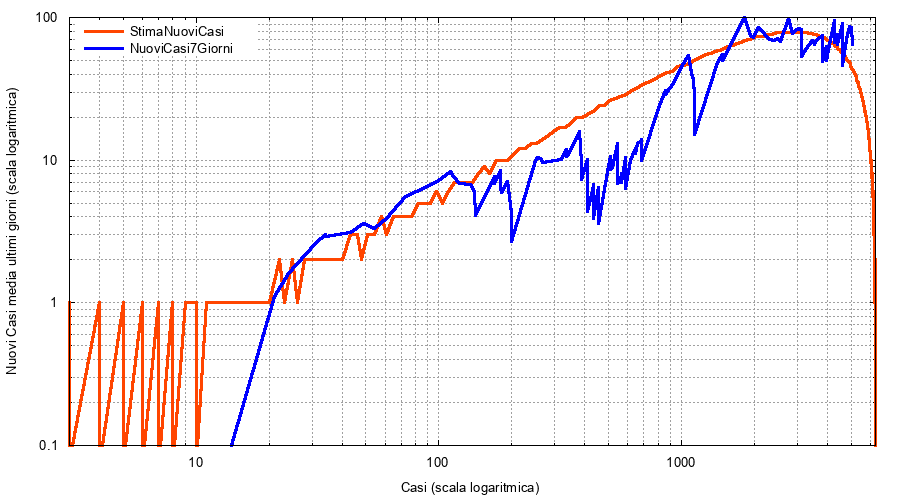 100
StimaNuoviCasi
NuoviCasi7Giorni
10
1
0.1
Nuovi Casi media ultimi giorni (scala logaritmica)
10
100
1000
Casi (scala logaritmica)